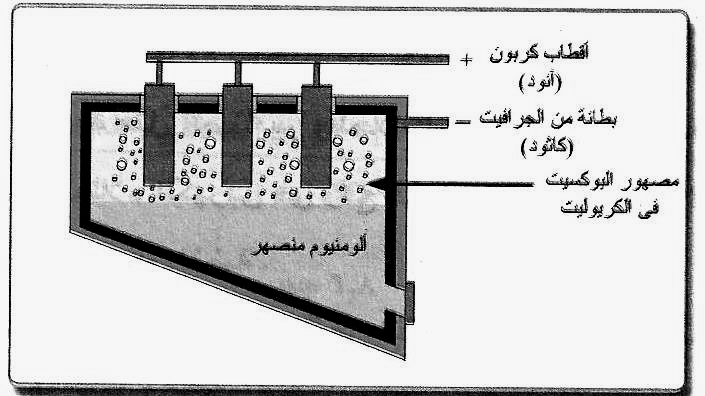 + أقطاب كربون
(أنود)
– بطانة من الجرافيت
(كاثود)
مصهور البوكسيت
فى الكريوليت
ألومنيوم منصهر